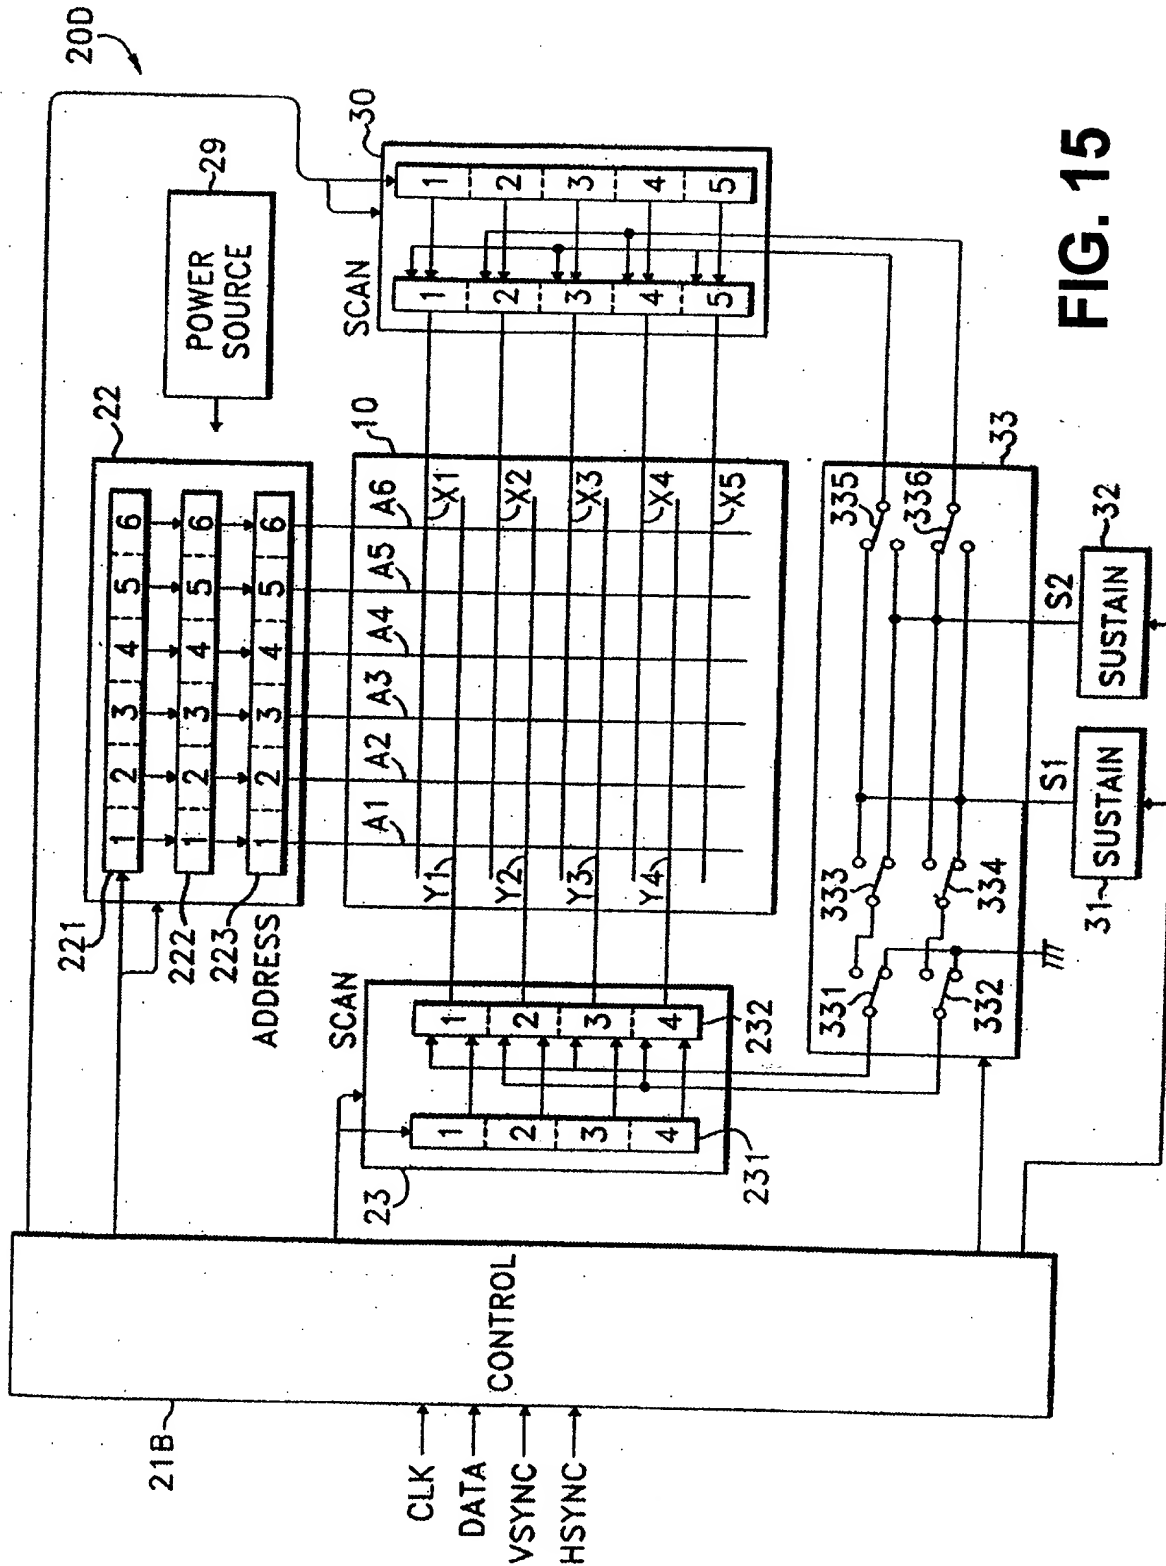 20D
29
POWER
SOURCE
22
221
1 2 3 4 5 6
222
1 2 3 4 5 6
223
1 2 3 4 5 6
ADDRESS
SCAN
30
1 2 3 4 5
1 2 3 4 5
10
A1 A2 A3 A4 A5 A6
X1
X2
X3
X4
X5
Y1
Y2
Y3
Y4
SCAN
23
1 2 3 4
231
1 2 3 4
232
21B
CONTROL
CLK
DATA
VSYNC
HSYNC
33
331
332
333
334
335
336
S1
S2
31
SUSTAIN
32
SUSTAIN
FIG. 15